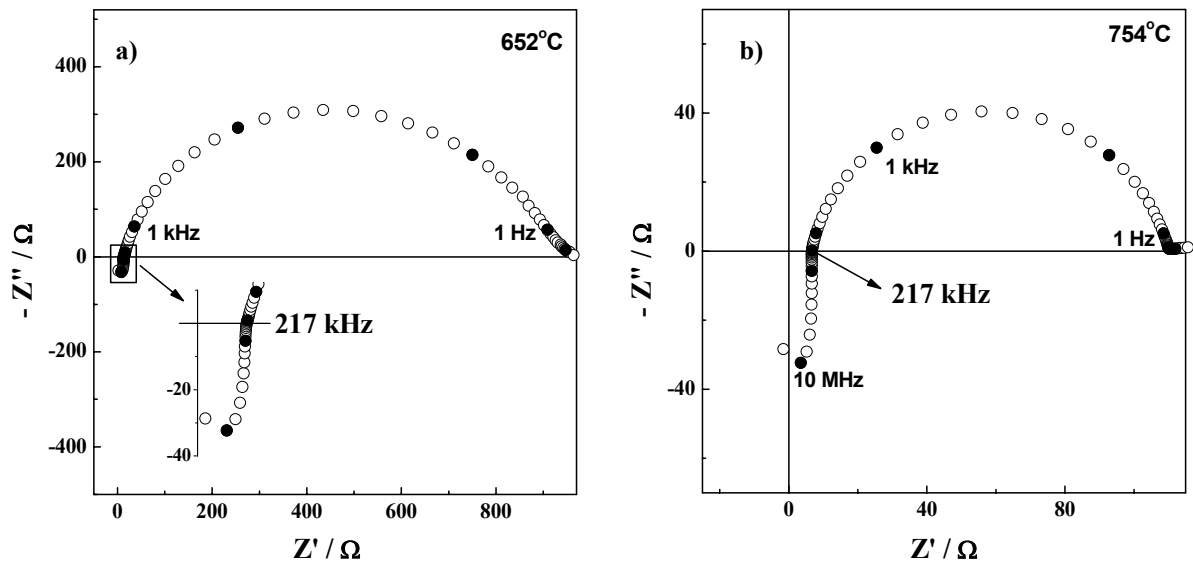 a)
652°C
400
200
0
-200
-400
1 kHz
1 Hz
217 kHz
0
-20
-40
0 200 400 600 800
Z' / Ω
- Z'' / Ω
b)
754°C
40
0
-40
1 kHz
1 Hz
217 kHz
10 MHz
0 80
Z' / Ω
- Z'' / Ω